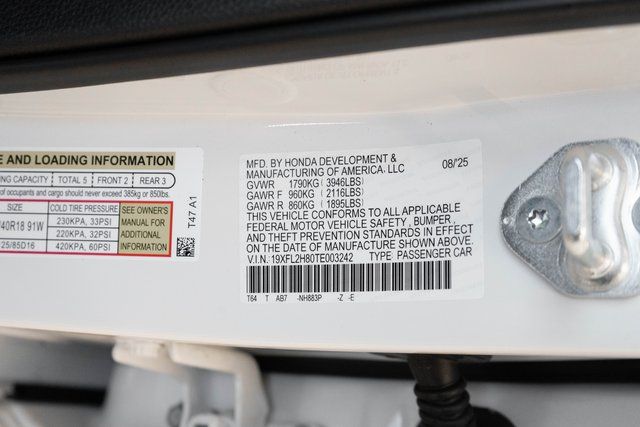 E AND LOADING INFORMATION
ING CAPACITY TOTAL 5 FRONT 2 REAR 3
of occupants and cargo should never exceed 385kg or 850lbs.
SIZE COLD TIRE PRESSURE SEE OWNER'S MANUAL FOR ADDITIONAL INFORMATION
40R18 91W 230KPA, 33PSI
220KPA, 32PSI
25/85D16 420KPA, 60PSI
T47 A1
MFD. BY HONDA DEVELOPMENT & 08/25
MANUFACTURING OF AMERICA, LLC
GVWR 1790KG (3946LBS)
GAWR F 960KG (2116LBS)
GAWR R 860KG (1895LBS)
THIS VEHICLE CONFORMS TO ALL APPLICABLE
FEDERAL MOTOR VEHICLE SAFETY, BUMPER,
AND THEFT PREVENTION STANDARDS IN EFFECT
ON THE DATE OF MANUFACTURE SHOWN ABOVE.
V.I.N. 19XFL2H80TE003242 TYPE: PASSENGER CAR
T64 T AB7 -NH883P -Z -E